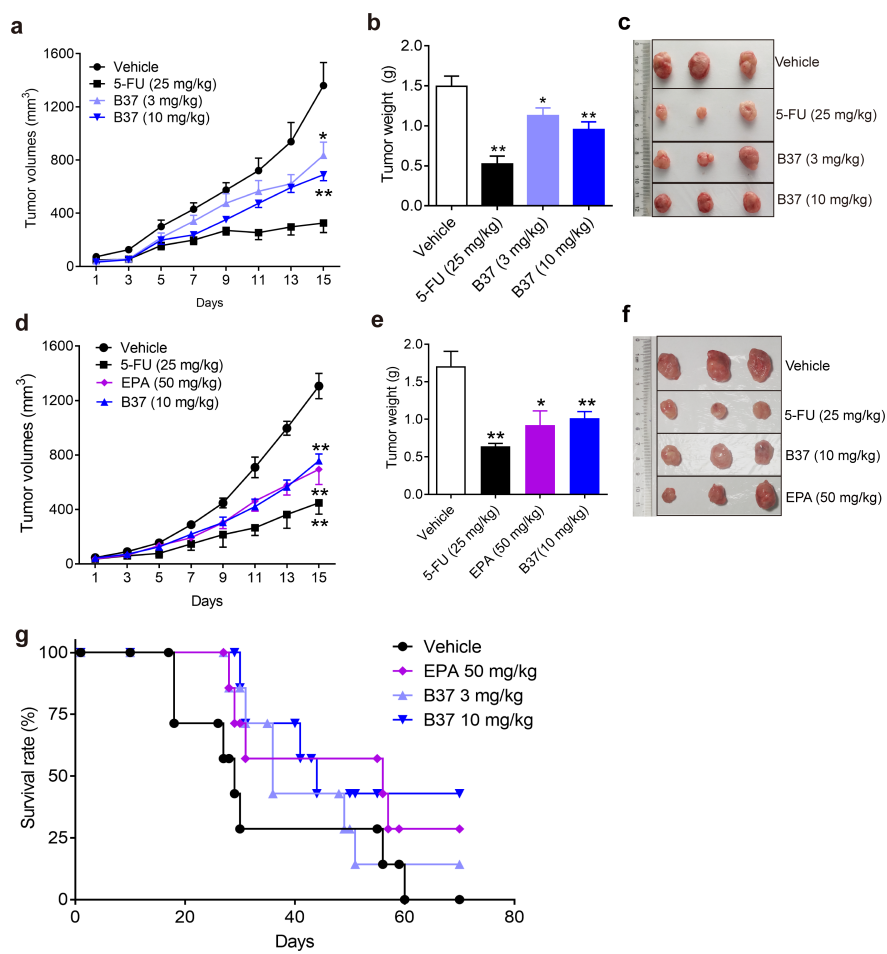 a
Tumor volumes (mm³)
1600
1200
800
400
0
Vehicle
5-FU (25 mg/kg)
B37 (3 mg/kg)
B37 (10 mg/kg)
*
**
1 3 5 7 9 11 13 15
Days
b
Tumor weight (g)
2.0
1.5
1.0
0.5
0.0
**
*
**
Vehicle
5-FU (25 mg/kg)
B37 (3 mg/kg)
B37 (10 mg/kg)
c
Vehicle
5-FU (25 mg/kg)
B37 (3 mg/kg)
B37 (10 mg/kg)
d
Tumor volumes (mm³)
1600
1200
800
400
0
Vehicle
5-FU (25 mg/kg)
EPA (50 mg/kg)
B37 (10 mg/kg)
**
**
**
1 3 5 7 9 11 13 15
Days
e
Tumor weight (g)
2.0
1.5
1.0
0.5
0.0
**
*
**
Vehicle
5-FU (25 mg/kg)
EPA (50 mg/kg)
B37(10 mg/kg)
f
Vehicle
5-FU (25 mg/kg)
B37 (10 mg/kg)
EPA (50 mg/kg)
g
Survival rate (%)
100
75
50
25
0
Vehicle
EPA 50 mg/kg
B37 3 mg/kg
B37 10 mg/kg
0 20 40 60 80
Days